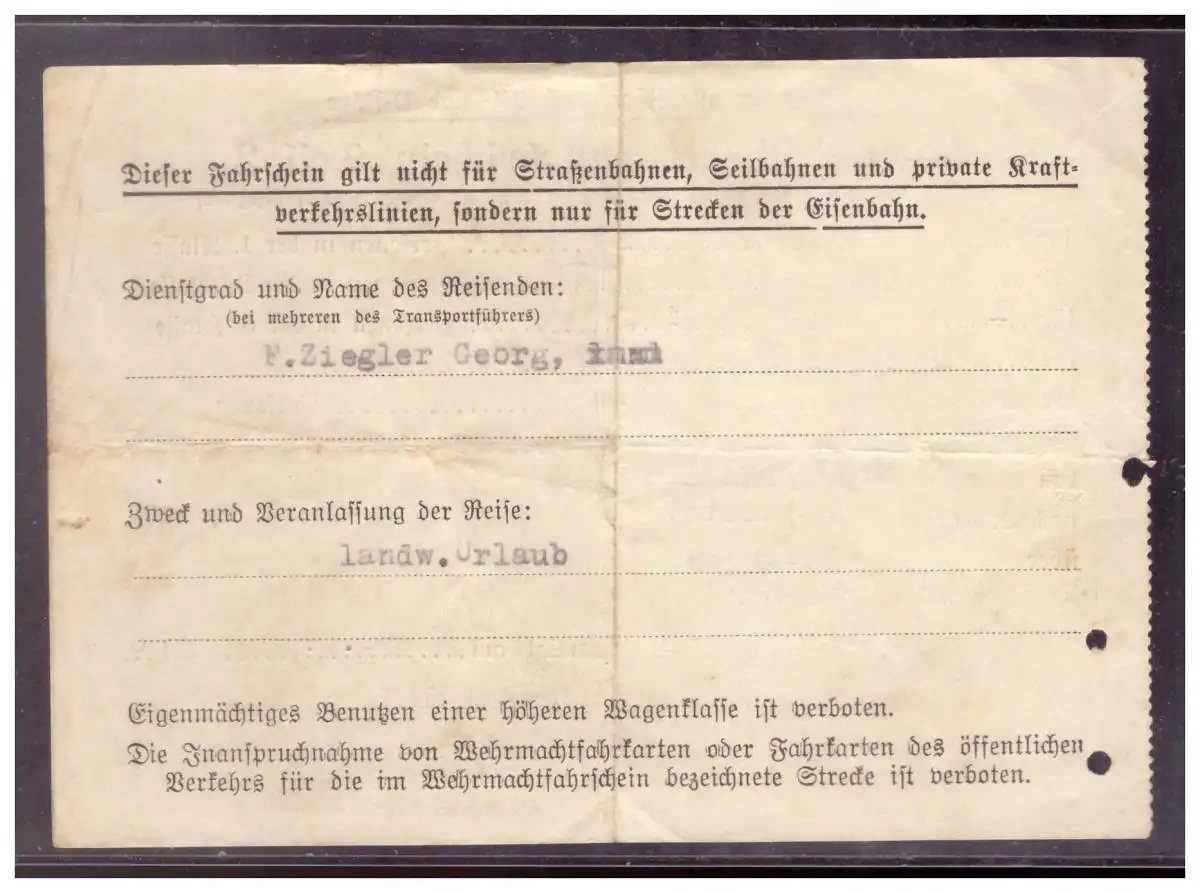 Dieser Fahrschein gilt nicht für Straßenbahnen, Seilbahnen und private Kraft-
verkehrslinien, sondern nur für Strecken der Eisenbahn.
Dienstgrad und Name des Reisenden:
(bei mehreren des Transportführers)
F.Ziegler Georg,
Zweck und Veranlassung der Reise:
landw.Urlaub
Eigenmächtiges Benutzen einer höheren Wagenklasse ist verboten.
Die Inanspruchnahme von Wehrmachtfahrkarten oder Fahrkarten des öffentlichen
Verkehrs für die im Wehrmachtfahrschein bezeichnete Strecke ist verboten.